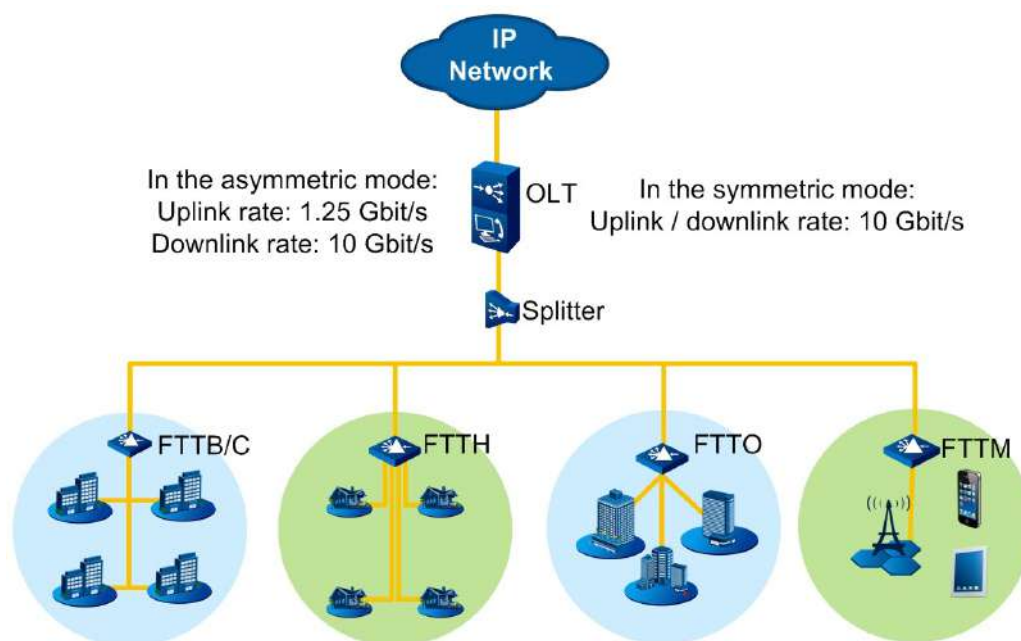 IP
Network
In the asymmetric mode:
Uplink rate: 1.25 Gbit/s
Downlink rate: 10 Gbit/s
OLT
In the symmetric mode:
Uplink / downlink rate: 10 Gbit/s
Splitter
FTTB/C
FTTH
FTTO
FTTM